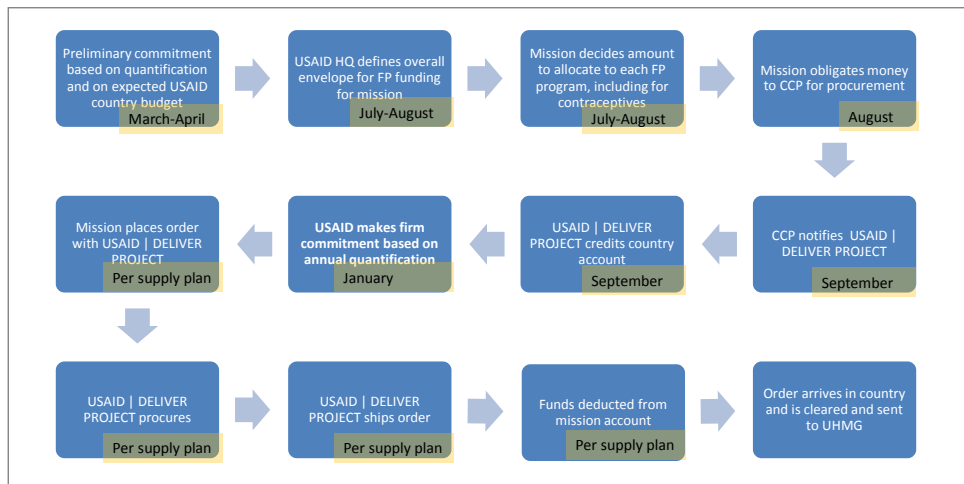 Preliminary commitment
based on quantification
and on expected USAID
country budget
March-April
USAID HQ defines overall
envelope for FP funding
for mission
July-August
Mission decides amount
to allocate to each FP
program, including for
contraceptives
July-August
Mission obligates money
to CCP for procurement
August
CCP notifies USAID |
DELIVER PROJECT
September
USAID | DELIVER
PROJECT credits country
account
September
USAID makes firm
commitment based on
annual quantification
January
Mission places order
with USAID | DELIVER
PROJECT
Per supply plan
USAID | DELIVER
PROJECT procures
Per supply plan
USAID | DELIVER
PROJECT ships order
Per supply plan
Funds deducted from
mission account
Per supply plan
Order arrives in country
and is cleared and sent
to UHMG